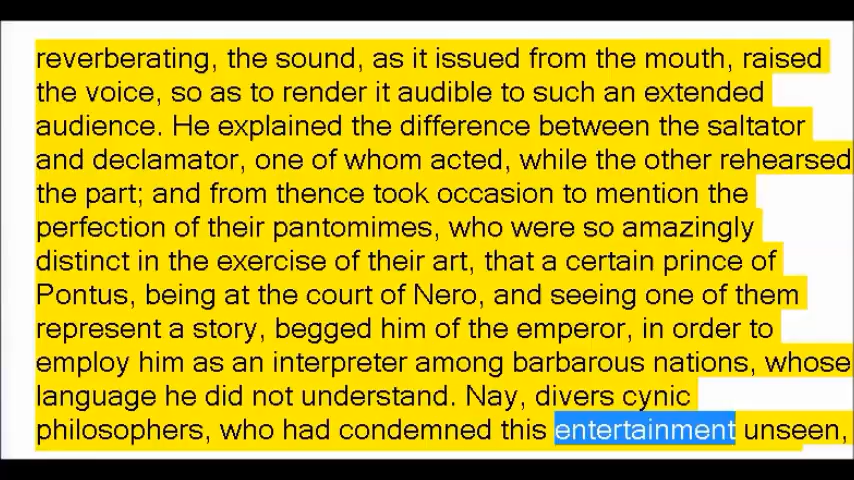 reverberating, the sound, as it issued from the mouth, raised
the voice, so as to render it audible to such an extended
audience. He explained the difference between the saltator
and declamator, one of whom acted, while the other rehearsed
the part; and from thence took occasion to mention the
perfection of their pantomimes, who were so amazingly
distinct in the exercise of their art, that a certain prince of
Pontus, being at the court of Nero, and seeing one of them
represent a story, begged him of the emperor, in order to
employ him as an interpreter among barbarous nations, whose
language he did not understand. Nay, divers cynic
philosophers, who had condemned this entertainment unseen,